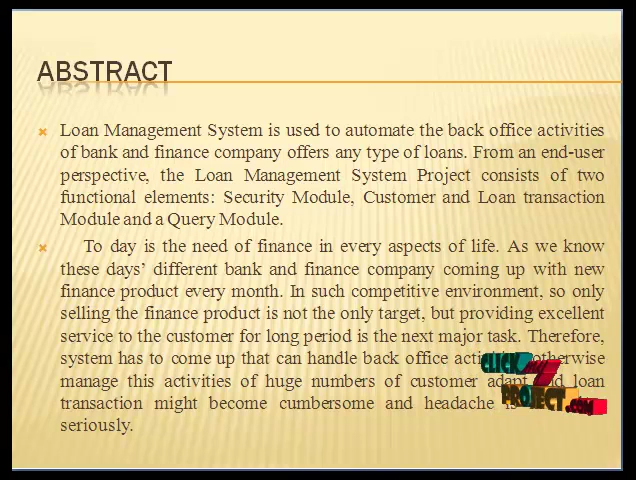 ABSTRACT
Loan Management System is used to automate the back office activities
of bank and finance company offers any type of loans. From an end-user
perspective, the Loan Management System Project consists of two
functional elements: Security Module, Customer and Loan transaction
Module and a Query Module.
To day is the need of finance in every aspects of life. As we know
these days’ different bank and finance company coming up with new
finance product every month. In such competitive environment, so only
selling the finance product is not the only target, but providing excellent
service to the customer for long period is the next major task. Therefore,
system has to come up that can handle back office otherwise
manage this activities of huge numbers of customer loan
transaction might become cumbersome and headache
seriously.
CLICK my
PROJECT.COM